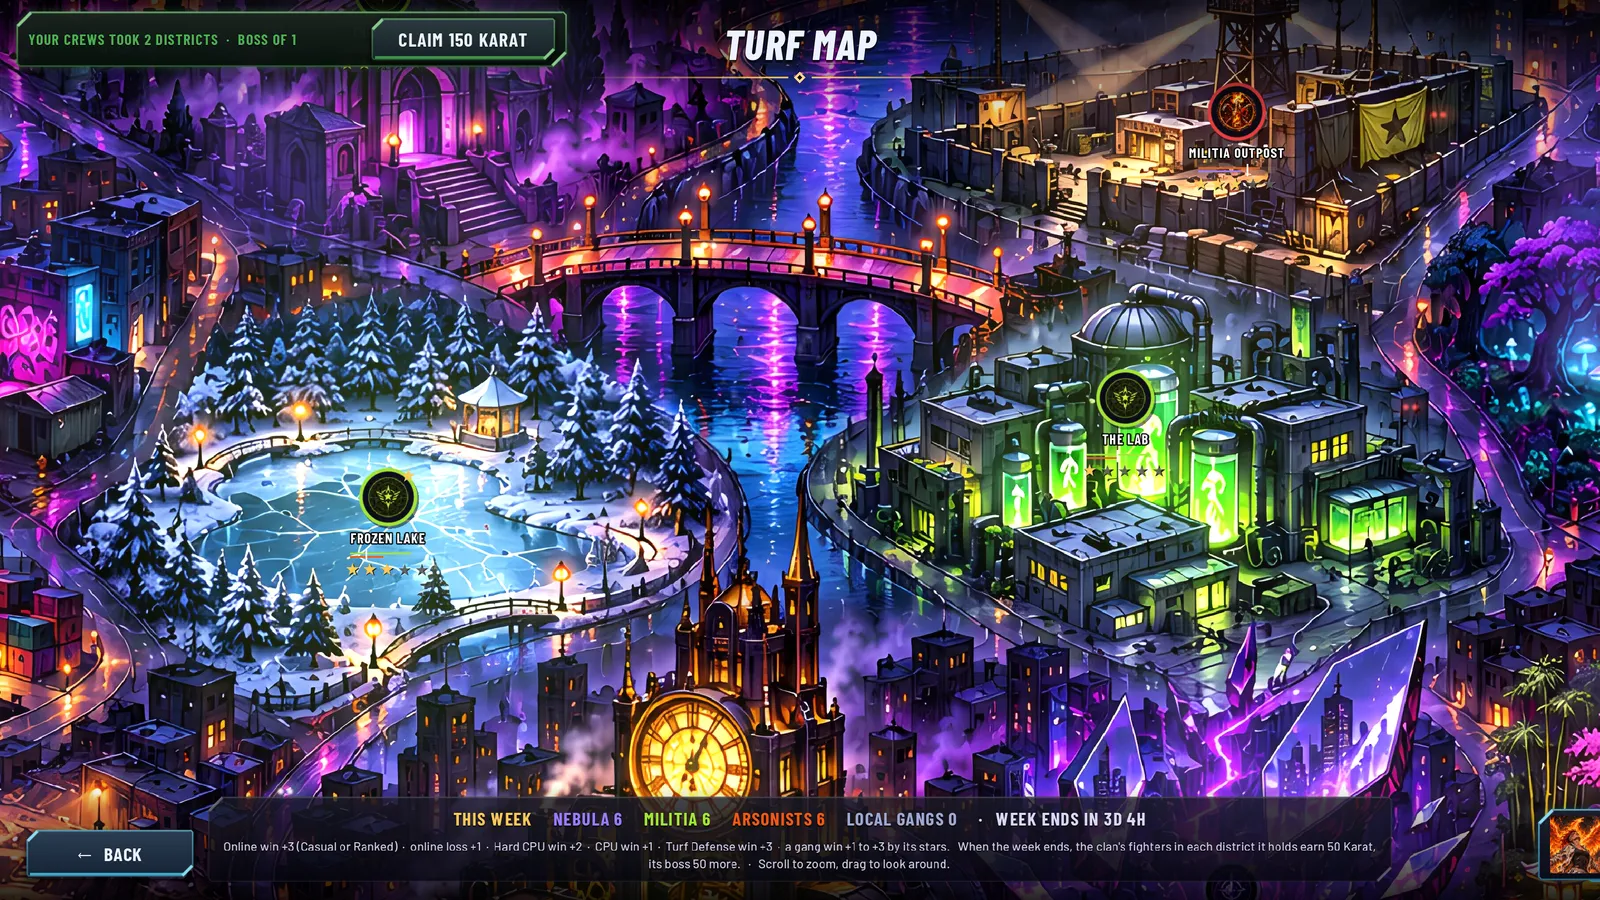 YOUR CREWS TOOK 2 DISTRICTS · BOSS OF 1
CLAIM 150 KARAT
TURF MAP
MILITIA OUTPOST
THE LAB
FROZEN LAKE
THIS WEEK NEBULA 6 MILITIA 6 ARSONISTS 6 LOCAL GANGS 0 · WEEK ENDS IN 3D 4H
Online win +3 (Casual or Ranked) · online loss +1 · Hard CPU win +2 · CPU win +1 · Turf Defense win +3 · a gang win +1 to +3 by its stars. When the week ends, the clan's fighters in each district it holds earn 50 Karat,
its boss 50 more. · Scroll to zoom, drag to look around.
← BACK